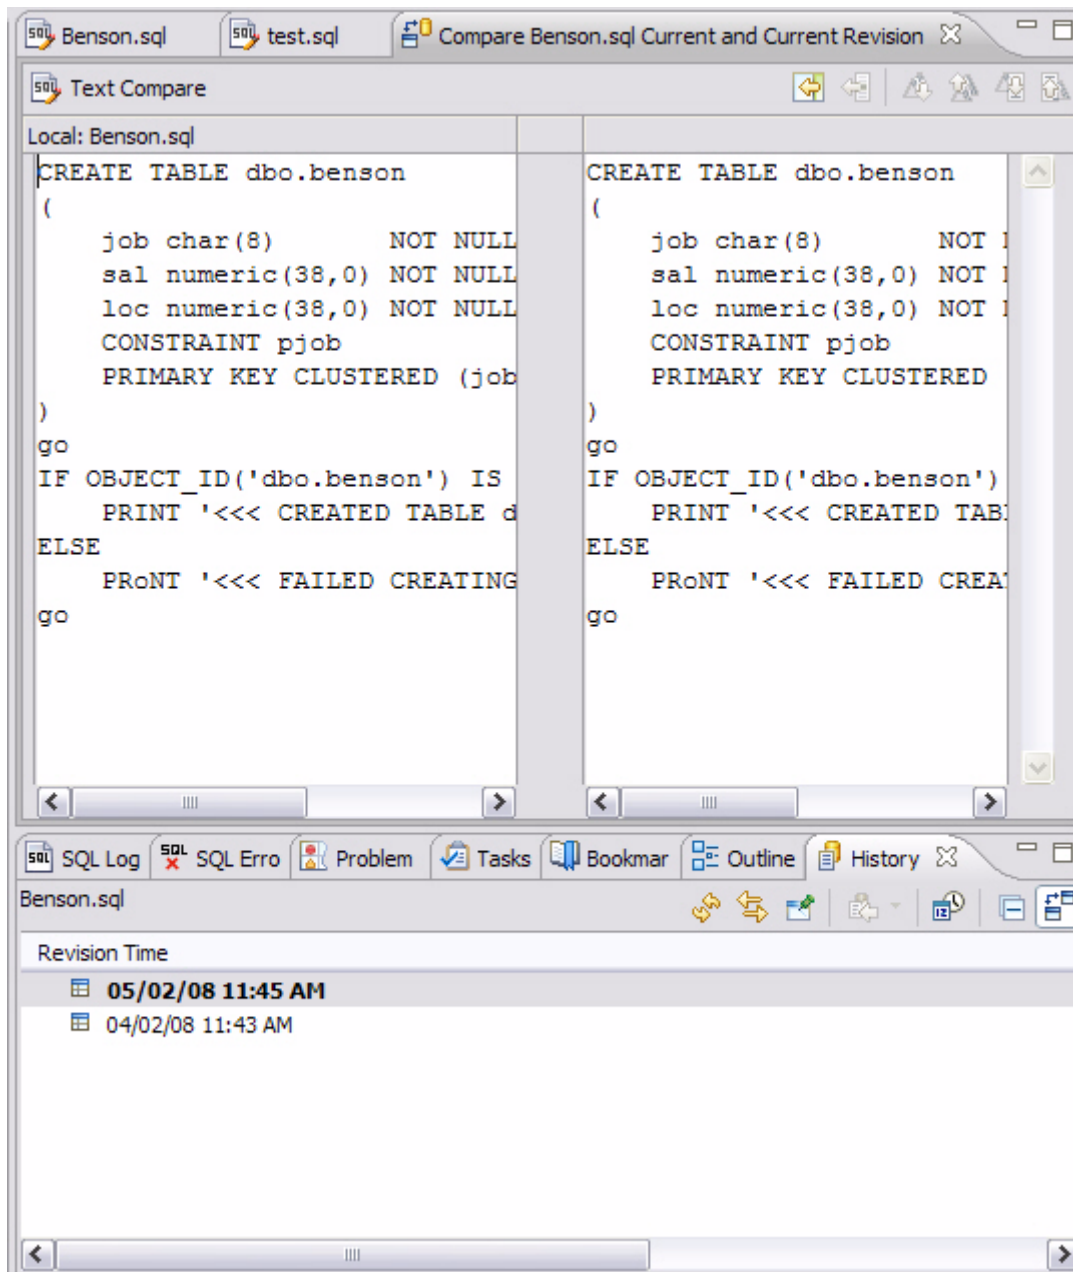 Benson.sql test.sql Compare Benson.sql Current and Current Revision
Text Compare
Local: Benson.sql
CREATE TABLE dbo.benson
(
job char(8) NOT NULL
sal numeric(38,0) NOT NULL
loc numeric(38,0) NOT NULL
CONSTRAINT pjob
PRIMARY KEY CLUSTERED (job
)
go
IF OBJECT_ID('dbo.benson') IS
PRINT '<<< CREATED TABLE d
ELSE
PRoNT '<<< FAILED CREATING
go
CREATE TABLE dbo.benson
(
job char(8) NOT
sal numeric(38,0) NOT
loc numeric(38,0) NOT
CONSTRAINT pjob
PRIMARY KEY CLUSTERED
)
go
IF OBJECT_ID('dbo.benson')
PRINT '<<< CREATED TAB
ELSE
PRoNT '<<< FAILED CREA
go
SQL Log SQL Erro Problem Tasks Bookmar Outline History
Benson.sql
Revision Time
05/02/08 11:45 AM
04/02/08 11:43 AM